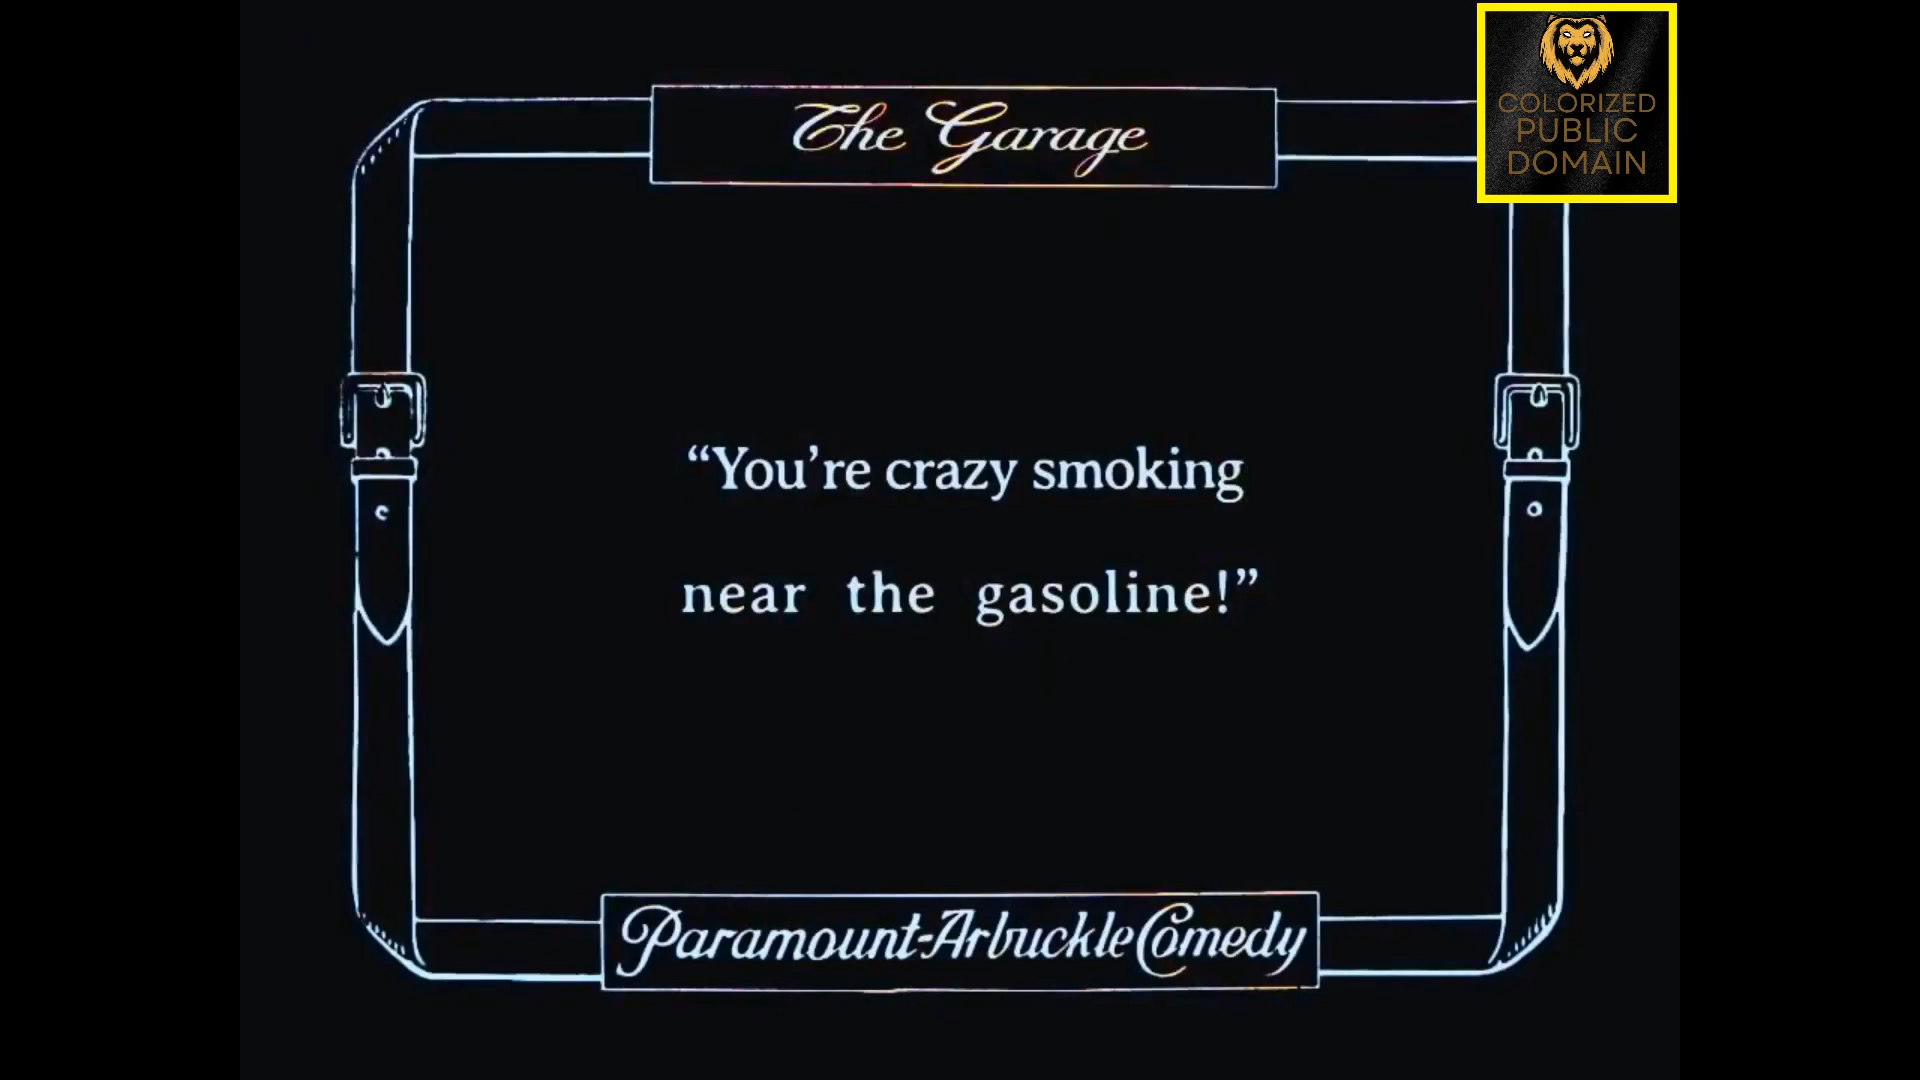 The Garage
COLORIZED
PUBLIC
DOMAIN
“You’re crazy smoking
near the gasoline!”
Paramount-Arbuckle Comedy